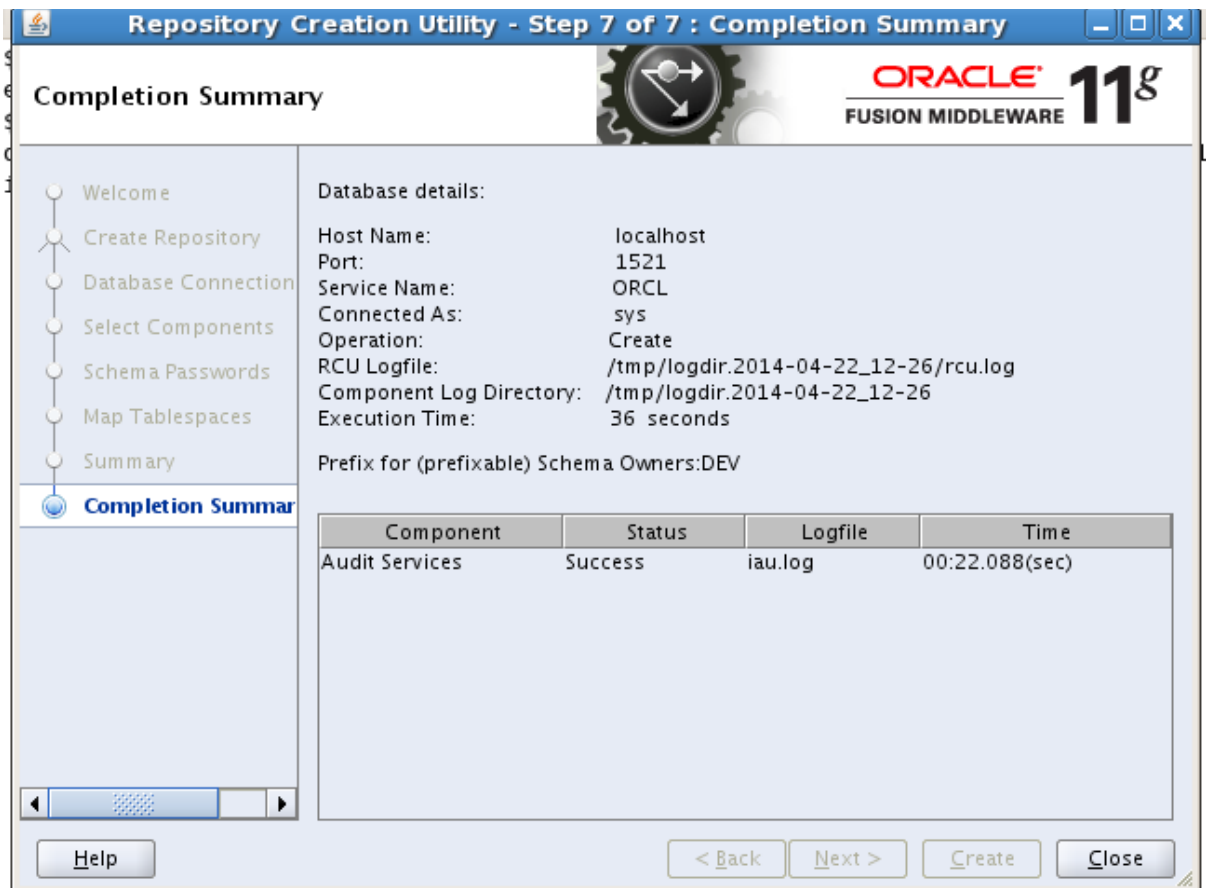 Repository Creation Utility - Step 7 of 7 : Completion Summary
Completion Summary
ORACLE 11g
FUSION MIDDLEWARE
Welcome
Create Repository
Database Connection
Select Components
Schema Passwords
Map Tablespaces
Summary
Completion Summar
Database details:
Host Name: localhost
Port: 1521
Service Name: ORCL
Connected As: sys
Operation: Create
RCU Logfile: /tmp/logdir.2014-04-22_12-26/rcu.log
Component Log Directory: /tmp/logdir.2014-04-22_12-26
Execution Time: 36 seconds
Prefix for (prefixable) Schema Owners:DEV
Component Status Logfile Time
Audit Services Success iau.log 00:22.088(sec)
Help < Back Next > Create Close